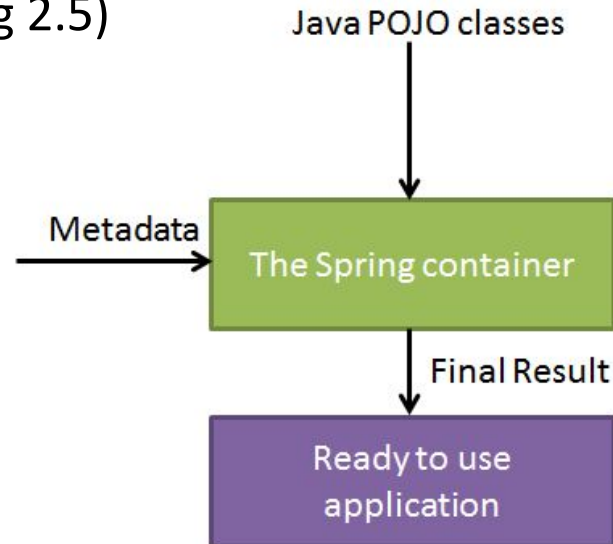 g 2.5)
Java POJO classes
Metadata
The Spring container
Final Result
Ready to use
application